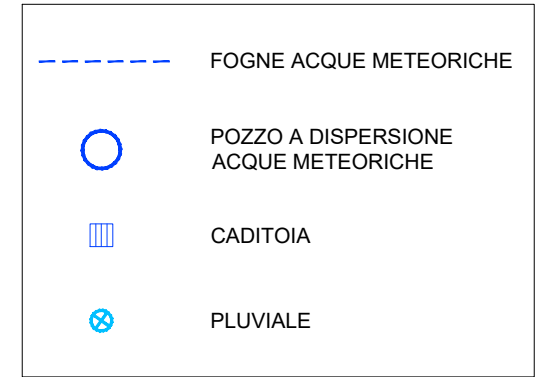 FOGNE ACQUE METEORICHE
POZZO A DISPERSIONE
ACQUE METEORICHE
CADITOIA
PLUVIALE